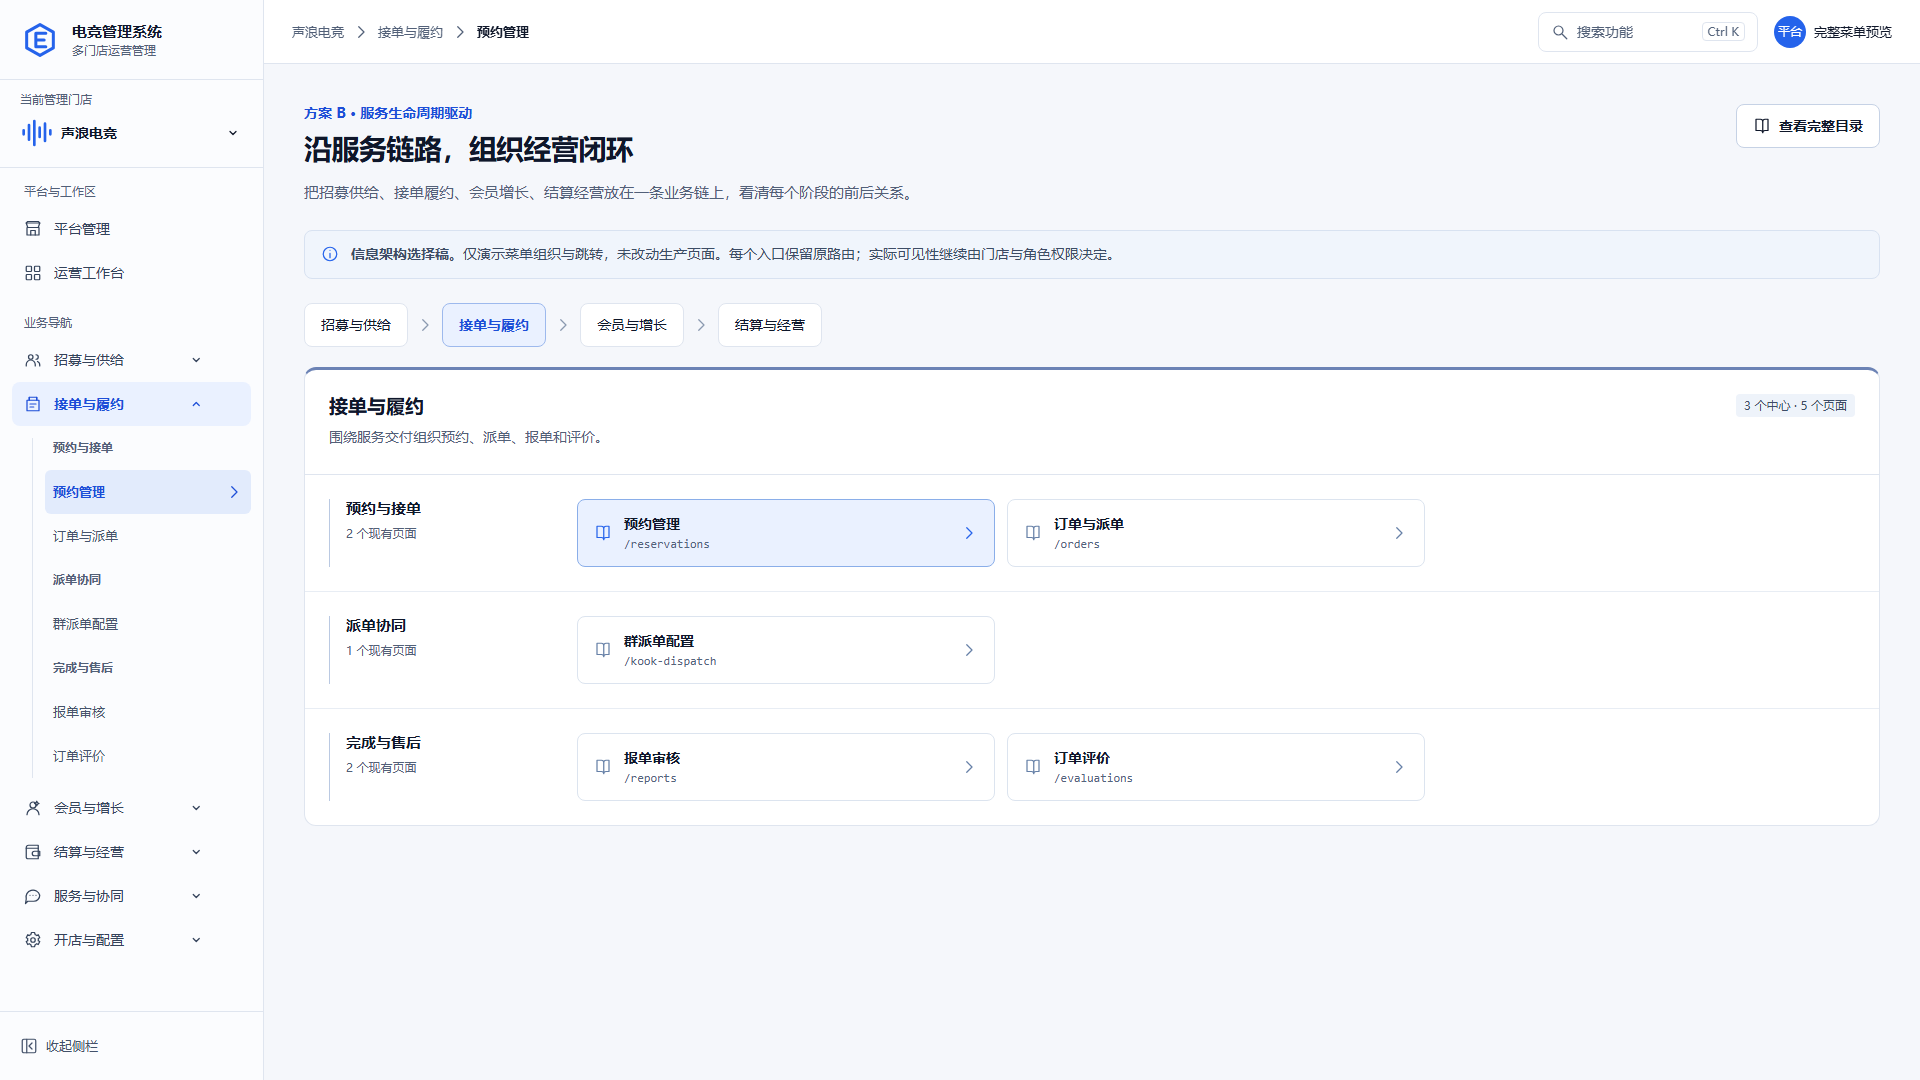 电竞管理系统
多门店运营管理
当前管理门店
声浪电竞
平台与工作区
平台管理
运营工作台
业务导航
招募与供给
接单与履约
预约与接单
预约管理
订单与派单
派单协同
群派单配置
完成与售后
报单审核
订单评价
会员与增长
结算与经营
服务与协同
开店与配置
收起侧栏
声浪电竞 接单与履约 预约管理
搜索功能 Ctrl K
平台 完整菜单预览
方案 B • 服务生命周期驱动
沿服务链路，组织经营闭环
把招募供给、接单履约、会员增长、结算经营放在一条业务链上，看清每个阶段的前后关系。
查看完整目录
信息架构选择稿。仅演示菜单组织与跳转，未改动生产页面。每个入口保留原路由；实际可见性继续由门店与角色权限决定。
招募与供给 接单与履约 会员与增长 结算与经营
接单与履约
围绕服务交付组织预约、派单、报单和评价。
3 个中心 · 5 个页面
预约与接单
2 个现有页面
预约管理
/reservations
订单与派单
/orders
派单协同
1 个现有页面
群派单配置
/kook-dispatch
完成与售后
2 个现有页面
报单审核
/reports
订单评价
/evaluations